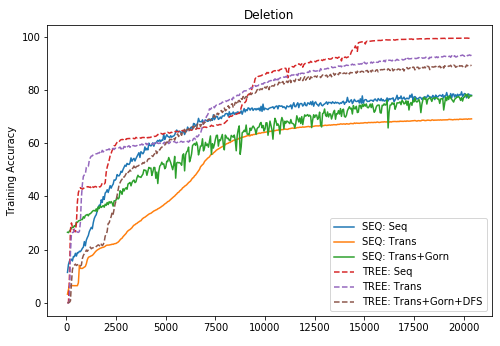 Deletion
Training Accuracy
100
80
60
40
20
0
0
2500
5000
7500
10000
12500
15000
17500
20000
SEQ: Seq
SEQ: Trans
SEQ: Trans+Gorn
TREE: Seq
TREE: Trans
TREE: Trans+Gorn+DFS